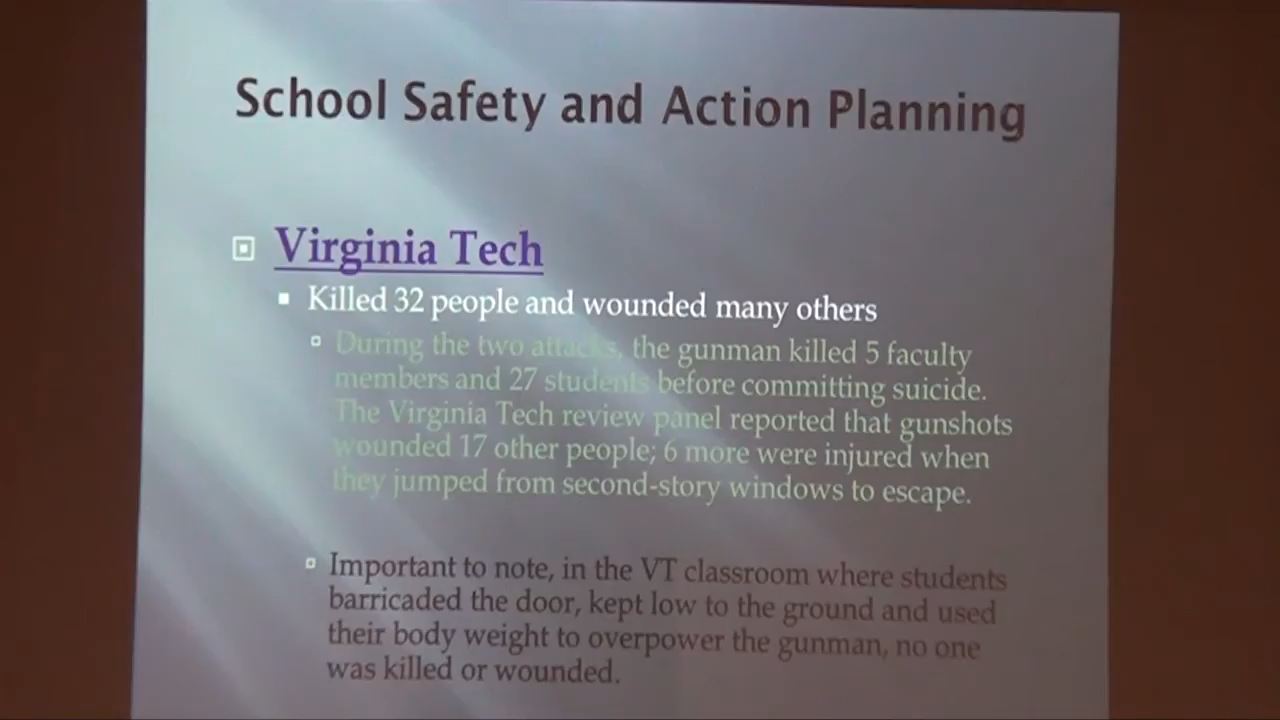 School Safety and Action Planning
Virginia Tech
Killed 32 people and wounded many others
During the two attacks, the gunman killed 5 faculty
members and 27 students before committing suicide.
The Virginia Tech review panel reported that gunshots
wounded 17 other people; 6 more were injured when
they jumped from second-story windows to escape.
Important to note, in the VT classroom where students
barricaded the door, kept low to the ground and used
their body weight to overpower the gunman, no one
was killed or wounded.